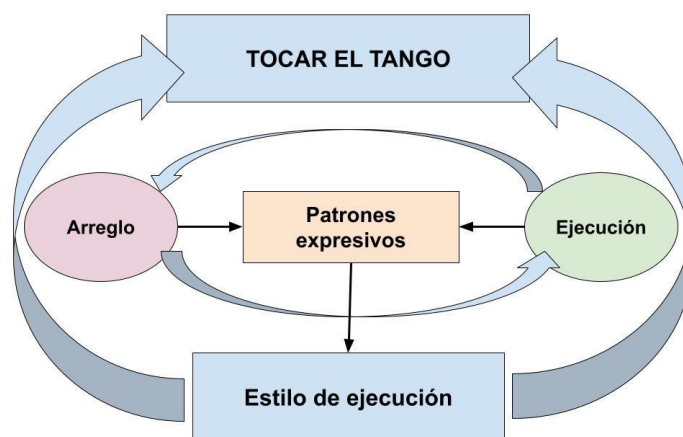 TOCAR EL TANGO
Arreglo
Patrones
expresivos
Ejecución
Estilo de ejecución